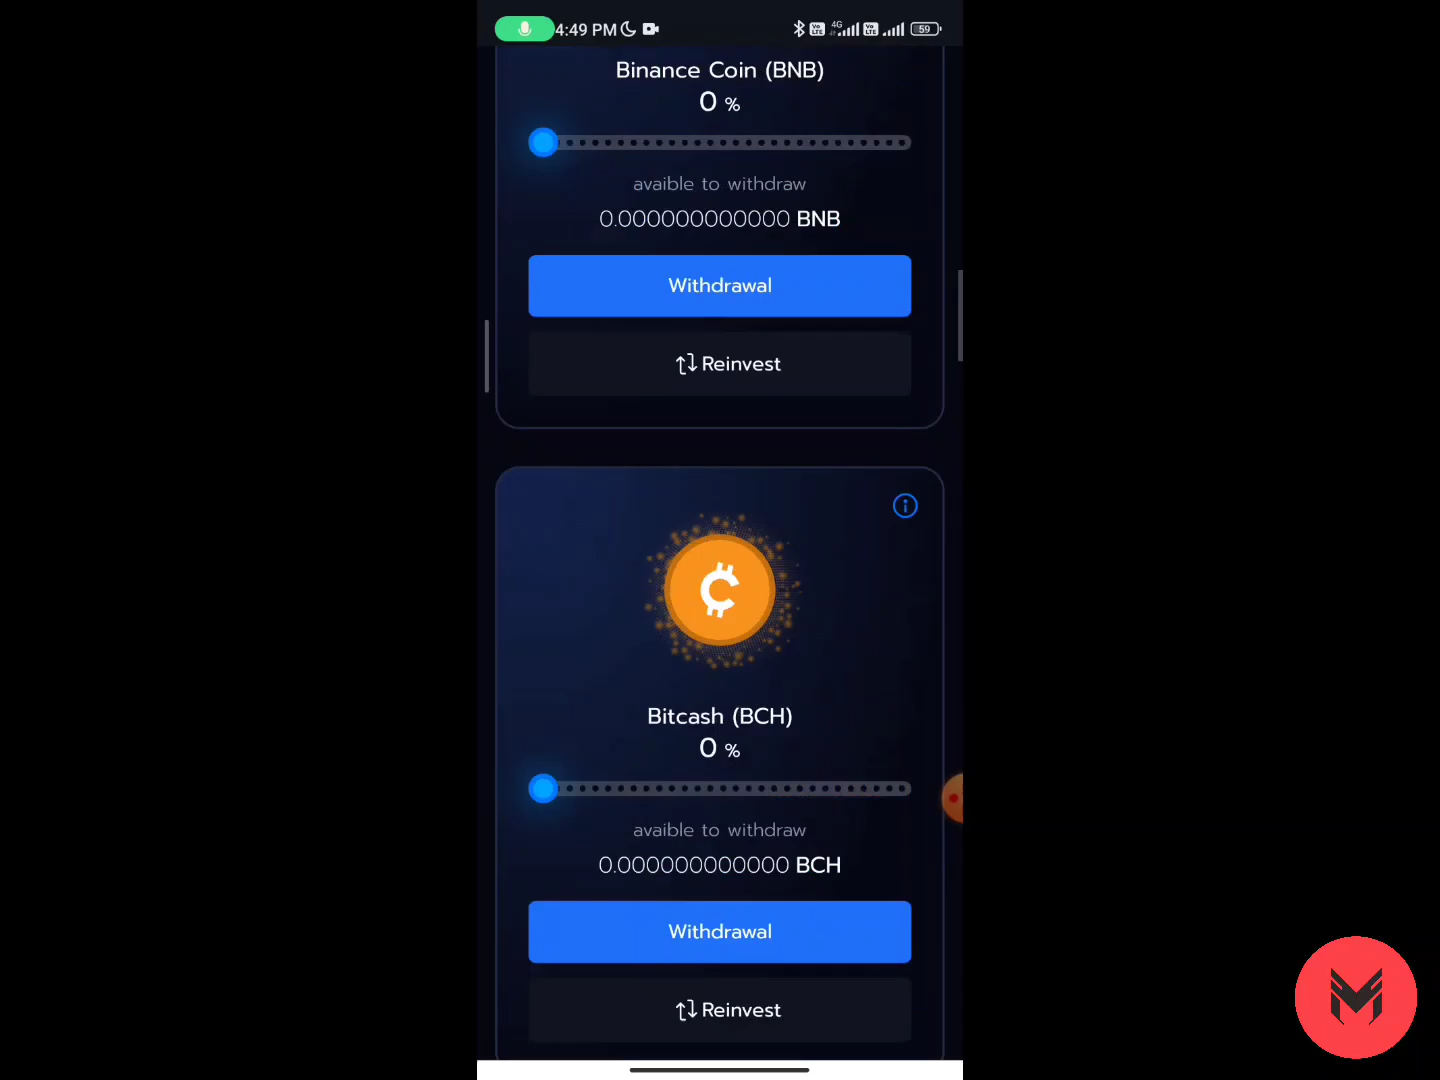 4:49 PM 4G 59
Binance Coin (BNB)
0 %
avaible to withdraw
0.000000000000 BNB
Withdrawal
Reinvest
Bitcash (BCH)
0 %
avaible to withdraw
0.000000000000 BCH
Withdrawal
Reinvest